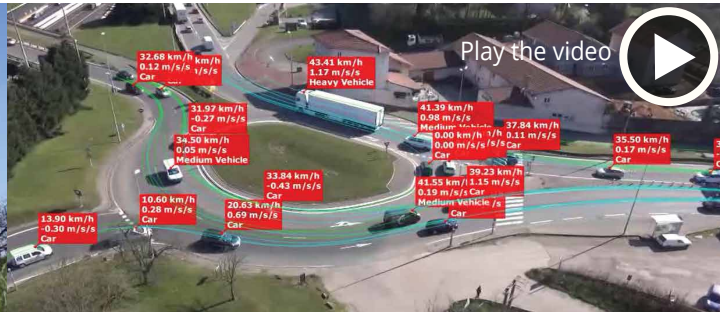 Play the video
32.68 km/h
0.12 m/s/s
Car
km/h
/s/s
43.41 km/h
1.17 m/s/s
Heavy Vehicle
31.97 km/h
-0.27 m/s/s
Car
41.39 km/h
0.98 m/s/s
Medium Vehicle
0.00 km/h
0.00 m/s/s
Car
37.84 km/h
0.11 m/s/s
Car
34.50 km/h
0.05 m/s/s
Medium Vehicle
35.50 km/h
0.17 m/s/s
Car
33.84 km/h
-0.43 m/s/s
Car
41.55 km/h
0.19 m/s/s
Medium Vehicle
39.23 km/h
1.15 m/s/s
Car
/s
Car
10.60 km/h
0.28 m/s/s
Car
20.63 km/h
0.69 m/s/s
Car
13.90 km/h
-0.30 m/s/s
Car